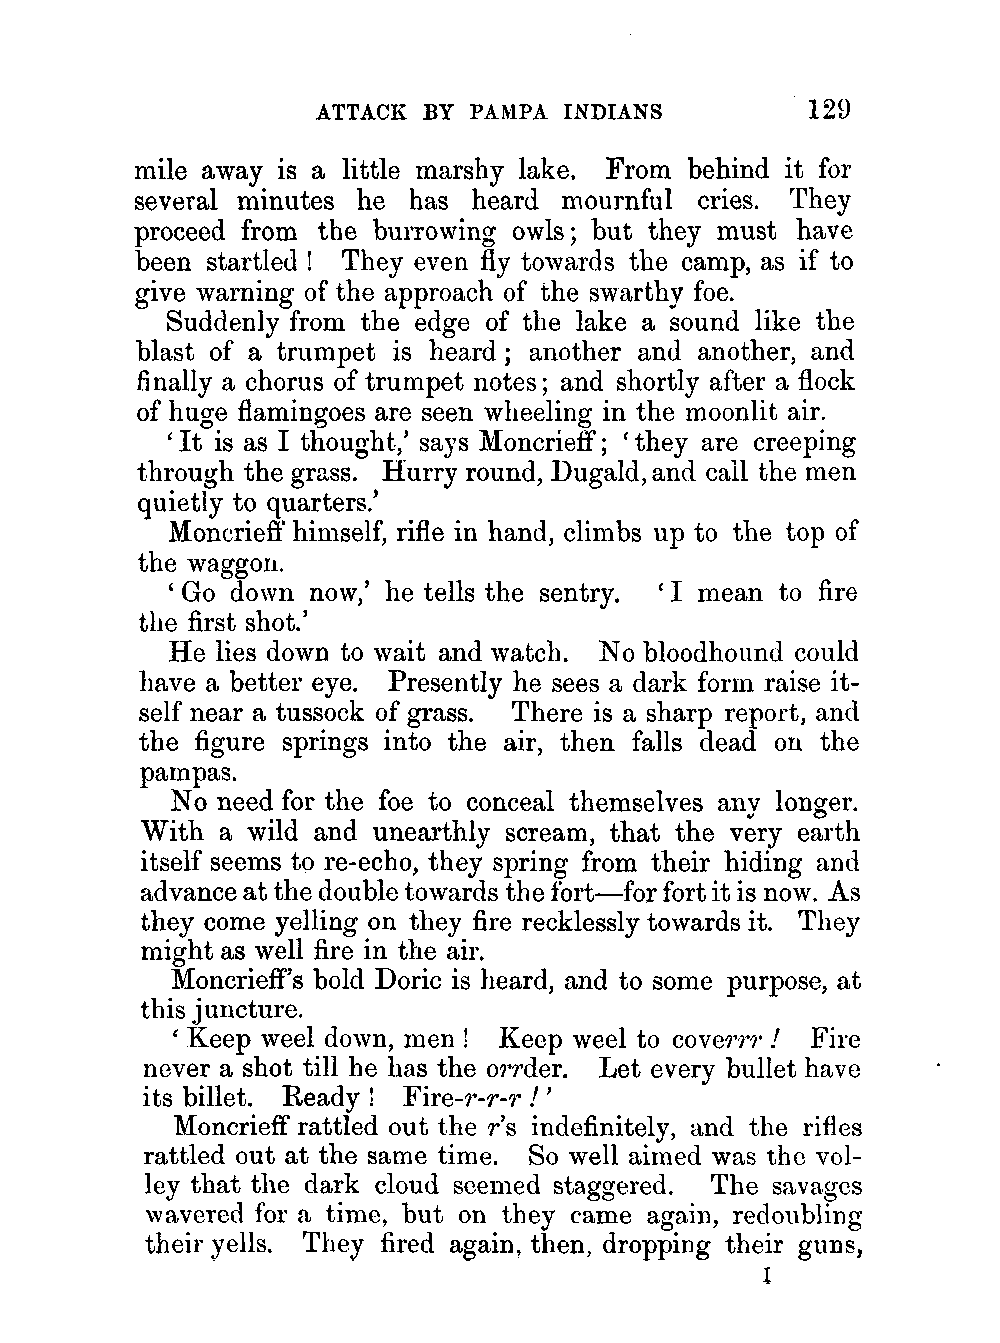 ATTACK BY PAMPA INDIANS 129
mile away is a little marshy lake. From behind it for
several minutes he has heard mournful cries. They
proceed from the burrowing owls; but they must have
been startled! They even fly towards the camp, as if to
give warning of the approach of the swarthy foe.
Suddenly from the edge of the lake a sound like the
blast of a trumpet is heard; another and another, and
finally a chorus of trumpet notes; and shortly after a flock
of huge flamingoes are seen wheeling in the moonlit air.
'It is as I thought,' says Moncrieff; 'they are creeping
through the grass. Hurry round, Dugald, and call the men
quietly to quarters.'
Moncrieff himself, rifle in hand, climbs up to the top of
the waggon.
'Go down now,' he tells the sentry. 'I mean to fire
the first shot.'
He lies down to wait and watch. No bloodhound could
have a better eye. Presently he sees a dark form raise it-
self near a tussock of grass. There is a sharp report, and
the figure springs into the air, then falls dead on the
pampas.
No need for the foe to conceal themselves any longer.
With a wild and unearthly scream, that the very earth
itself seems to re-echo, they spring from their hiding and
advance at the double towards the fort—for fort it is now. As
they come yelling on they fire recklessly towards it. They
might as well fire in the air.
Moncrieff's bold Doric is heard, and to some purpose, at
this juncture.
'Keep weel down, men! Keep weel to coverrr! Fire
never a shot till he has the orrder. Let every bullet have
its billet. Ready! Fire-r-r-r!'
Moncrieff rattled out the r's indefinitely, and the rifles
rattled out at the same time. So well aimed was the vol-
ley that the dark cloud seemed staggered. The savages
wavered for a time, but on they came again, redoubling
their yells. They fired again, then, dropping their guns,
I